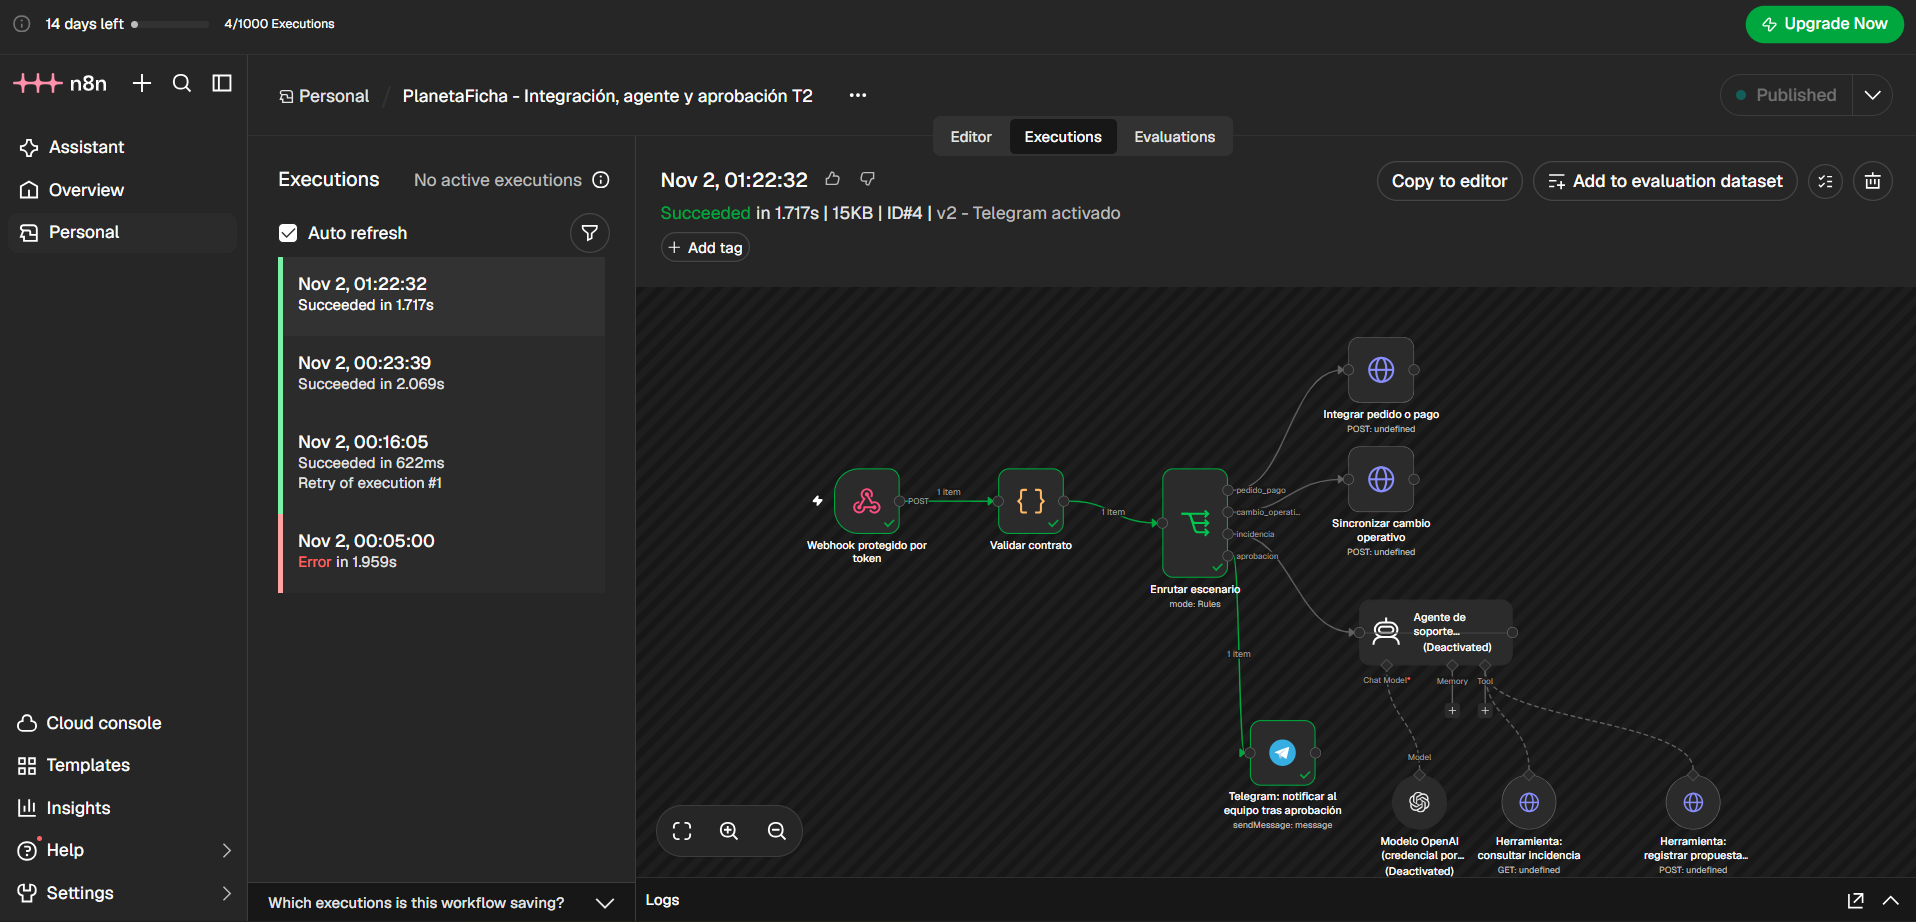 14 days left
4/1000 Executions
Upgrade Now
n8n
Personal / PlanetaFicha - Integración, agente y aprobación T2
Published
Assistant
Overview
Personal
Cloud console
Templates
Insights
Help
Settings
Editor
Executions
Evaluations
Executions
No active executions
Auto refresh
Nov 2, 01:22:32
Succeeded in 1.717s
Nov 2, 00:23:39
Succeeded in 2.069s
Nov 2, 00:16:05
Succeeded in 622ms
Retry of execution #1
Nov 2, 00:05:00
Error in 1.959s
Which executions is this workflow saving?
Nov 2, 01:22:32
Succeeded in 1.717s | 15KB | ID#4 | v2 - Telegram activado
+ Add tag
Copy to editor
Add to evaluation dataset
POST
1 item
1 item
Webhook protegido por
token
Validar contrato
pedido_pago
cambio_operati...
incidencia
aprobacion
Enrutar escenario
mode: Rules
Integrar pedido o pago
POST: undefined
Sincronizar cambio
operativo
POST: undefined
Agente de
soporte...
(Deactivated)
Chat Model*
Memory
Tool
1 item
Telegram: notificar al
equipo tras aprobación
sendMessage: message
Model
Modelo OpenAI
(credencial por...
(Deactivated)
Herramienta:
consultar incidencia
GET: undefined
Herramienta:
registrar propuesta...
POST: undefined
Logs